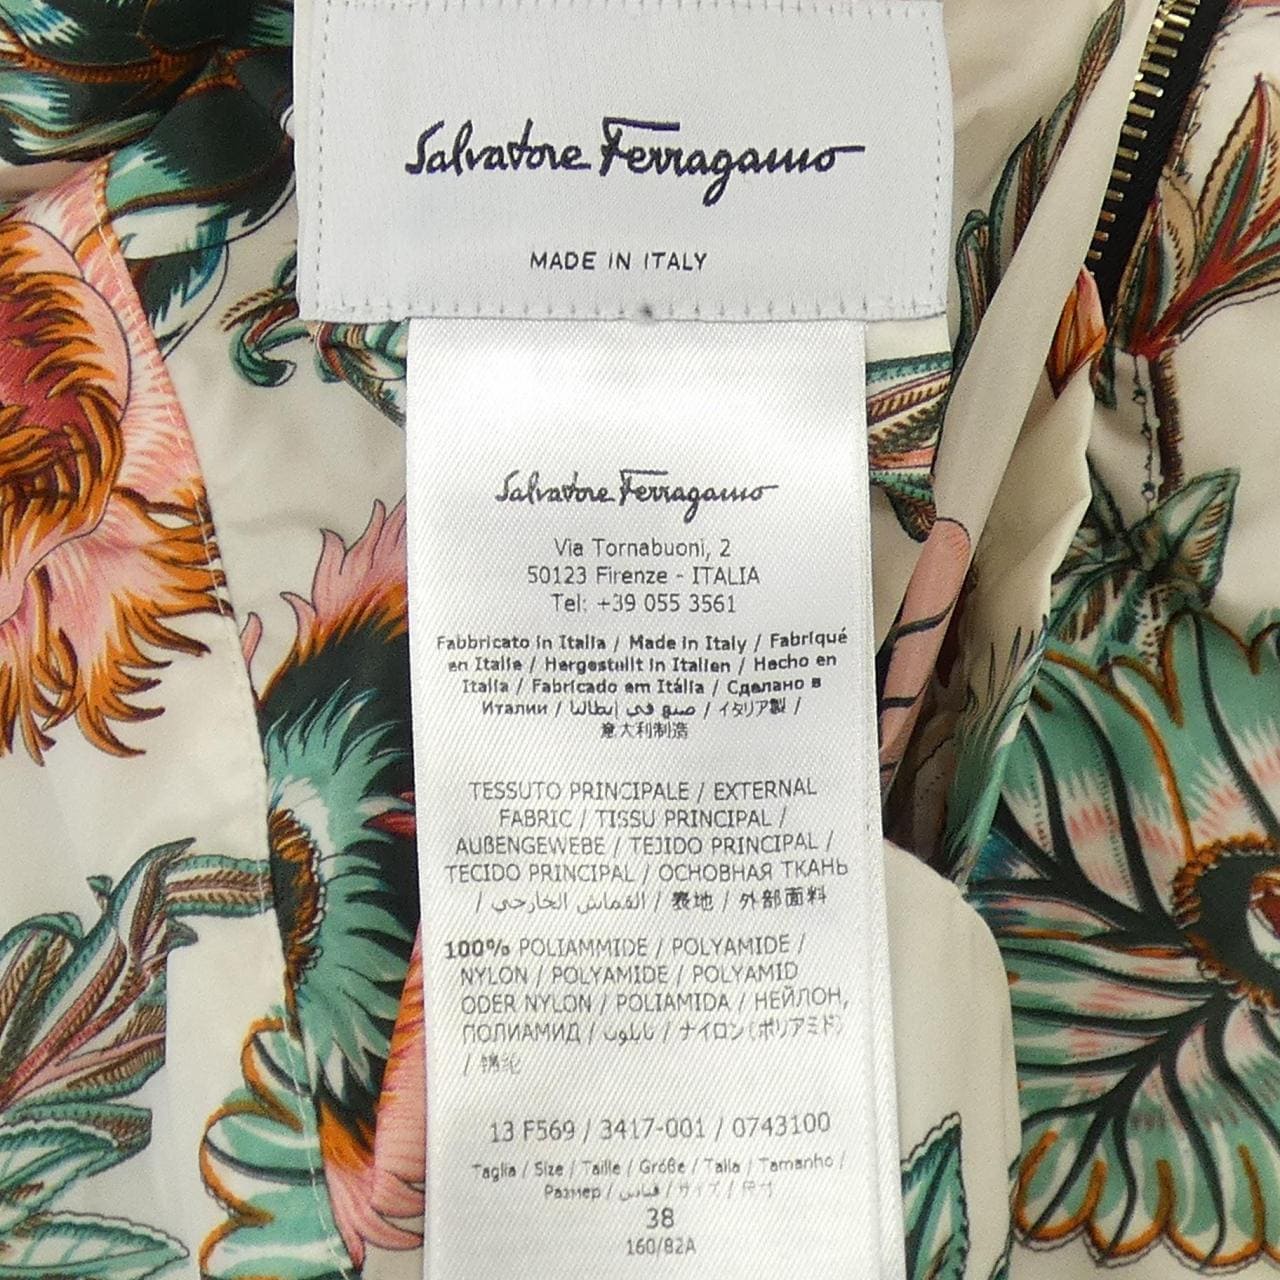 Salvatore Ferragamo
MADE IN ITALY
Salvatore Ferragamo
Via Tornabuoni, 2
50123 Firenze - ITALIA
Tel: +39 055 3561
Fabbricato in Italia / Made in Italy / Fabriqué
en Italie / Hergestellt in Italien / Hecho en
Italia / Fabricado em Itália / Сделано в
Италии / صنع في إيطاليا / イタリア製 /
意大利制造
TESSUTO PRINCIPALE / EXTERNAL
FABRIC / TISSU PRINCIPAL /
AUßENGEWEBE / TEJIDO PRINCIPAL /
TECIDO PRINCIPAL / ОСНОВНАЯ ТКАНЬ
/ القماش الخارجي / 表地 / 外部面料
100% POLIAMMIDE / POLYAMIDE /
NYLON / POLYAMIDE / POLYAMID
ODER NYLON / POLIAMIDA / НЕЙЛОН,
ПОЛИАМИД / نايلون / ナイロン(ポリアミド)
/ 锦纶
13 F569 / 3417-001 / 0743100
Taglia / Size / Taille / Größe / Talla / Tamanho /
Размер / قياس / サイズ / 尺寸
38
160/82A